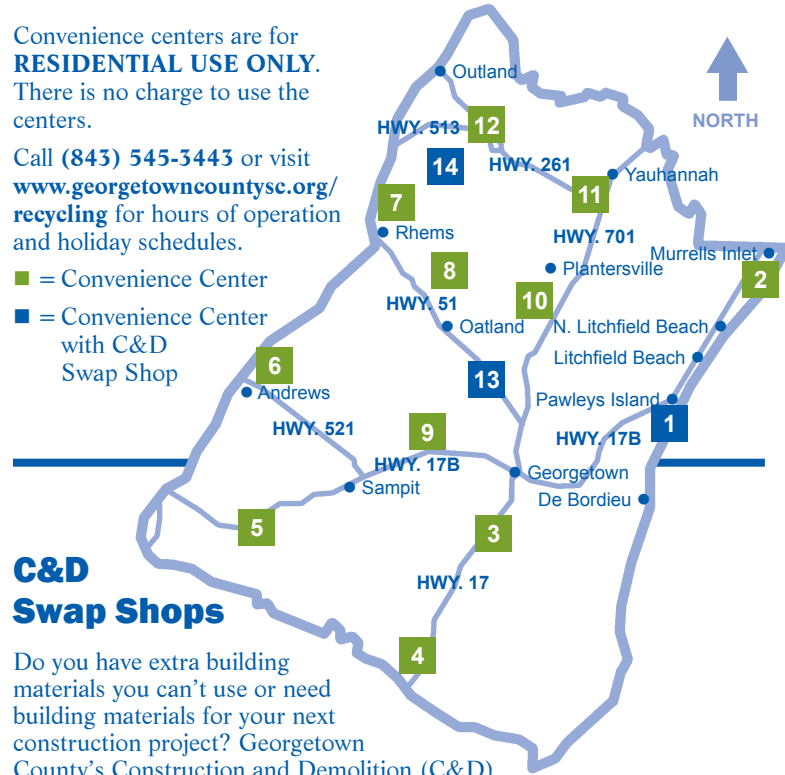 Convenience centers are for
RESIDENTIAL USE ONLY.
There is no charge to use the
centers.
Call (843) 545-3443 or visit
www.georgetowncountysc.org/
recycling for hours of operation
and holiday schedules.
= Convenience Center
= Convenience Center
with C&D
Swap Shop
NORTH
Outland
12
HWY. 513
14
HWY. 261
Yauhannah
11
7
Rhems
HWY. 701
Murrells Inlet
2
8
Plantersville
10
HWY. 51
Oatland
N. Litchfield Beach
Litchfield Beach
6
13
Andrews
Pawleys Island
1
HWY. 521
9
HWY. 17B
HWY. 17B
Georgetown
Sampit
De Bordieu
5
3
HWY. 17
4
C&D
Swap Shops
Do you have extra building
materials you can't use or need
building materials for your next
construction project? Georgetown
County's Construction and Demolition (C&D)